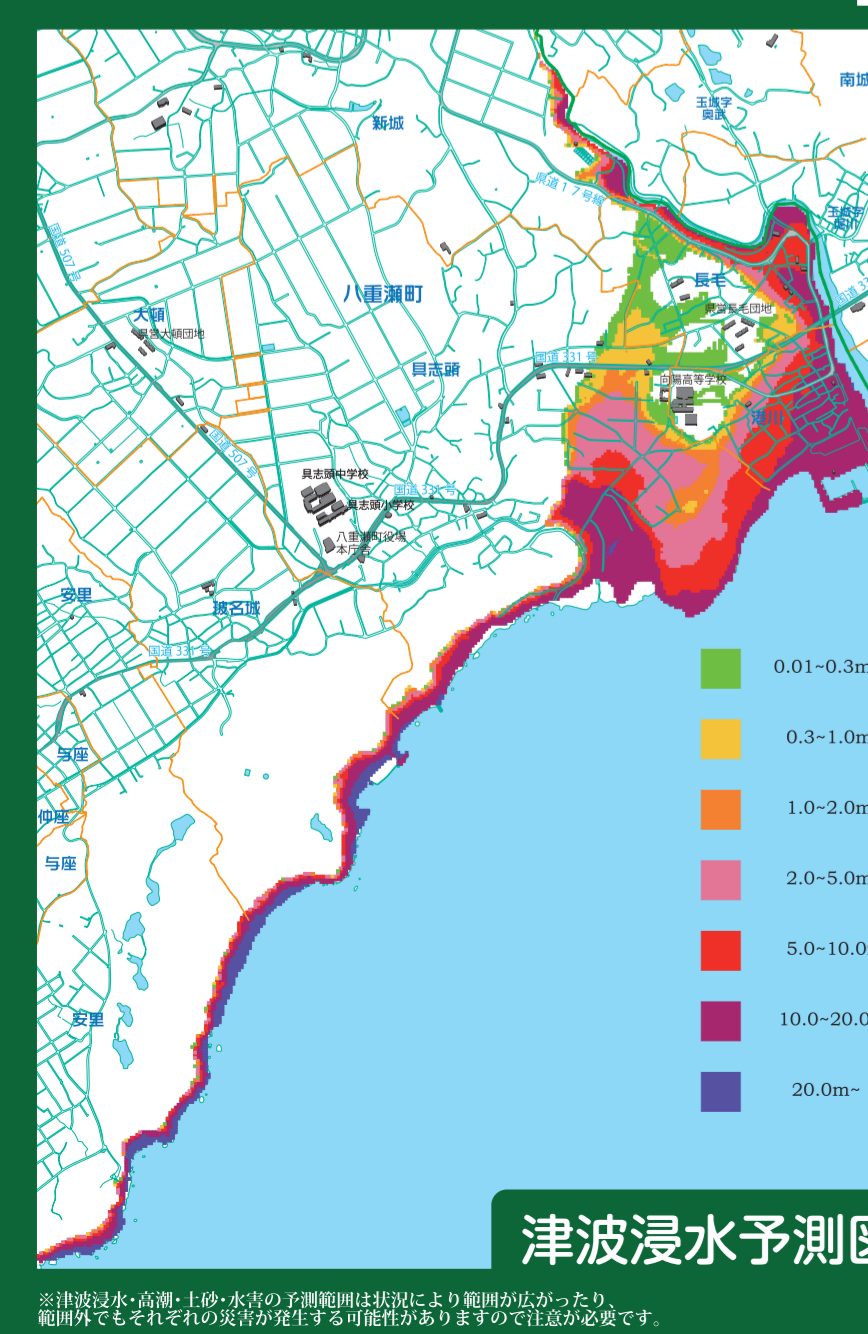 南城
玉城字
奥武
新城
県道17号線
玉城字
国道507号
長毛
八重瀬町
県営長毛団地
大頓
県営大頓団地
国道331号
具志頭
向陽高等学校
港川
国道507号
具志頭中学校
国道331号
具志頭小学校
八重瀬町役場
本庁舎
安里
玻名城
国道331号
0.01~0.3m
0.3~1.0m
与座
1.0~2.0m
仲座
与座
2.0~5.0m
5.0~10.0
10.0~20.0
安里
20.0m~
津波浸水予測図
※津波浸水・高潮・土砂・水害の予測範囲は状況により範囲が広がったり、
範囲外でもそれぞれの災害が発生する可能性がありますので注意が必要です。